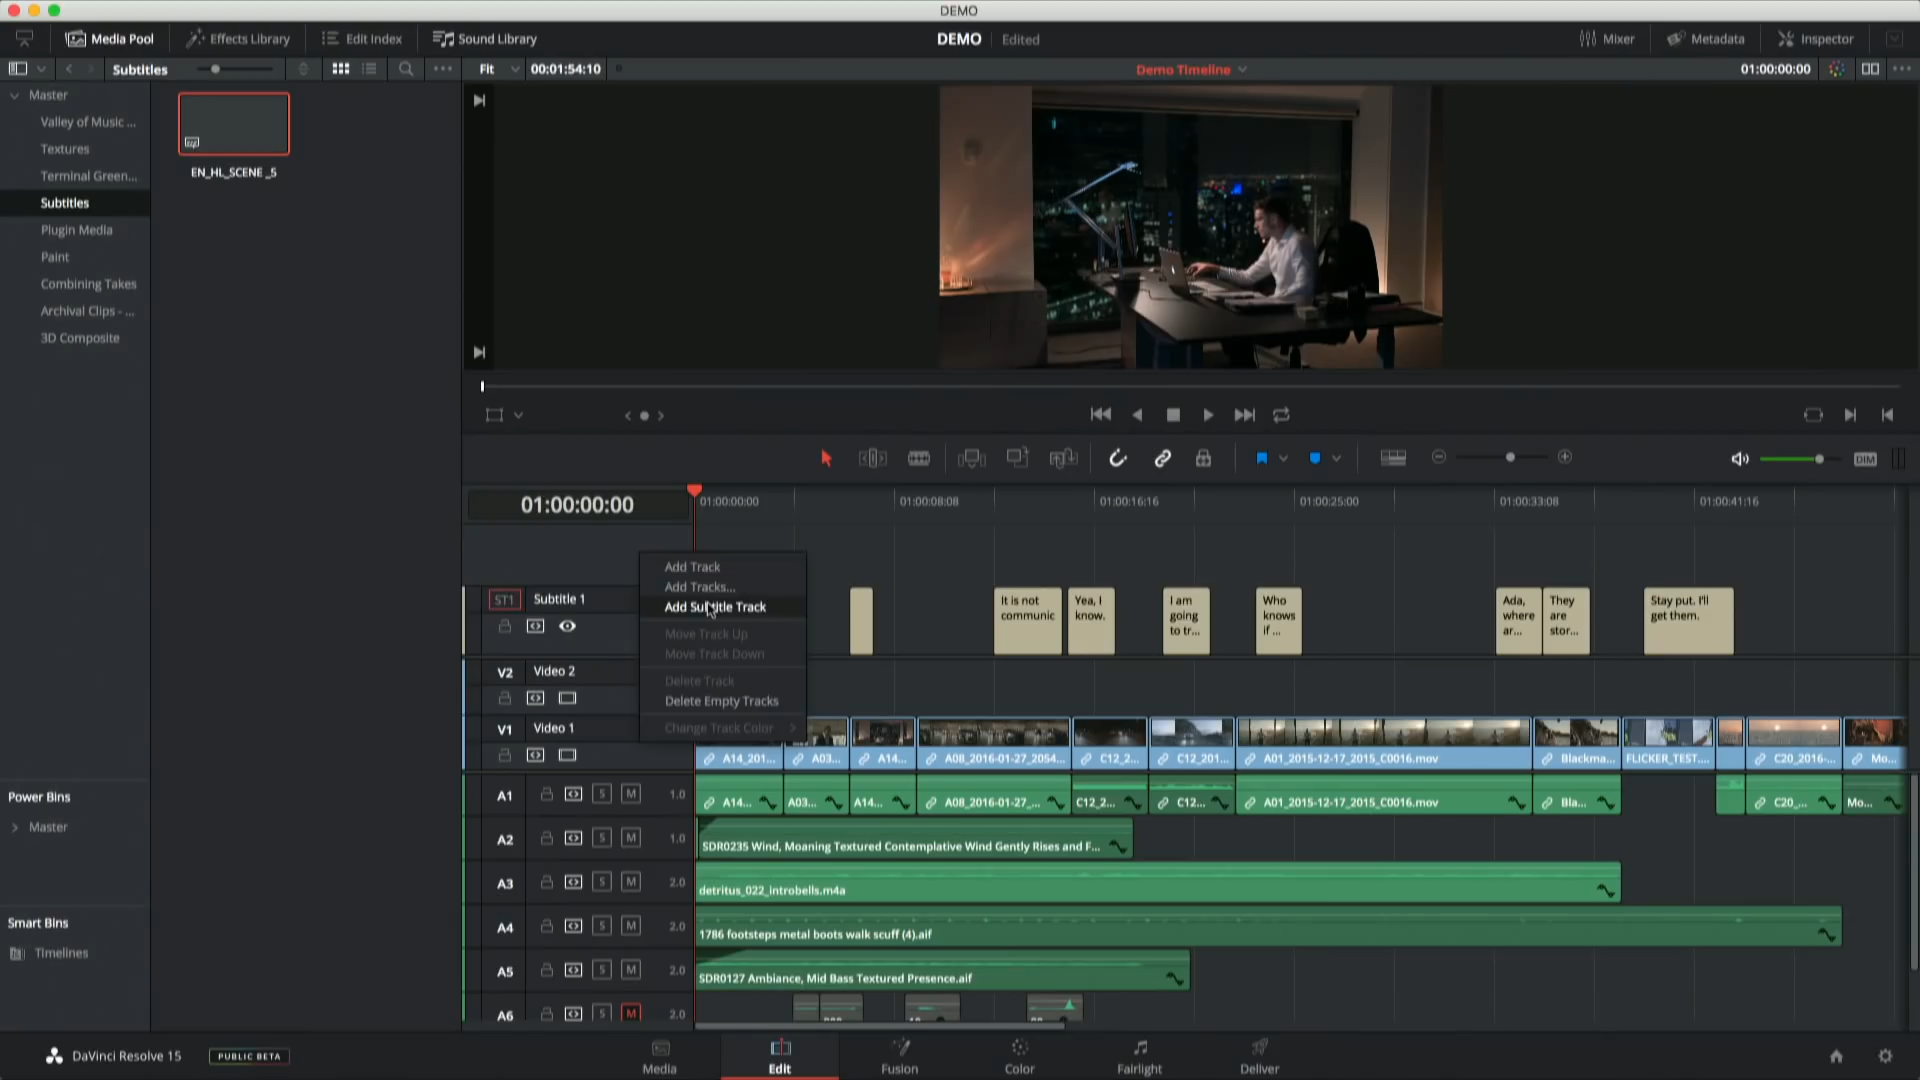 DEMO
Media Pool
Effects Library
Edit Index
Sound Library
DEMO
Edited
Mixer
Metadata
Inspector
Subtitles
Fit
00:01:54:10
Demo Timeline
01:00:00:00
Master
Valley of Music ...
Textures
Terminal Green...
Subtitles
Plugin Media
Paint
Combining Takes
Archival Clips - ...
3D Composite
EN_HL_SCENE_5
Power Bins
Master
Smart Bins
Timelines
DIM
01:00:00:00
01:00:00:00
01:00:08:08
01:00:16:16
01:00:25:00
01:00:33:08
01:00:41:16
Add Track
Add Tracks...
Add Subtitle Track
Move Track Up
Move Track Down
Delete Track
Delete Empty Tracks
Change Track Color
ST1
Subtitle 1
It is not
communic
Yea, I
know.
I am
going
to tr...
Who
knows
if ...
Ada,
where
ar...
They
are
stor...
Stay put. I'll
get them.
V2
Video 2
V1
Video 1
A14_201...
A03...
A14...
A08_2016-01-27_2054...
C12_2...
C12_201...
A01_2015-12-17_2015_C0016.mov
Blackma...
FLICKER_TEST....
C20_2016-...
Mo...
A1
S
M
1.0
A14...
A03...
A14...
A08_2016-01-27_...
C12_2...
C12...
A01_2015-12-17_2015_C0016.mov
Bla...
C20_...
Mo...
A2
S
M
1.0
SDR0235 Wind, Moaning Textured Contemplative Wind Gently Rises and F...
A3
S
M
2.0
detritus_022_introbells.m4a
A4
S
M
2.0
1786 footsteps metal boots walk scuff (4).aif
A5
S
M
2.0
SDR0127 Ambiance, Mid Bass Textured Presence.aif
A6
S
M
2.0
DaVinci Resolve 15
PUBLIC BETA
Media
Edit
Fusion
Color
Fairlight
Deliver